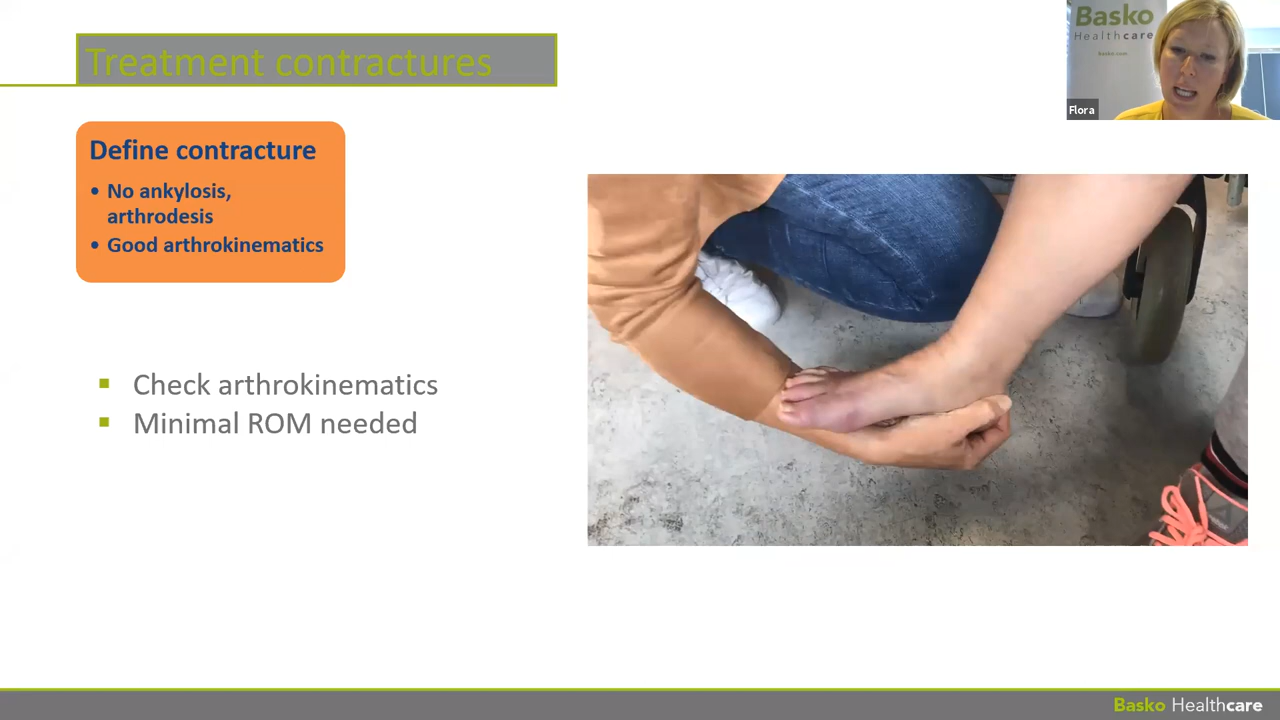 Treatment contractures
Basko
Healthcare
basko.com
Flora
Define contracture
• No ankylosis,
arthrodesis
• Good arthrokinematics
▪ Check arthrokinematics
▪ Minimal ROM needed
Basko Healthcare